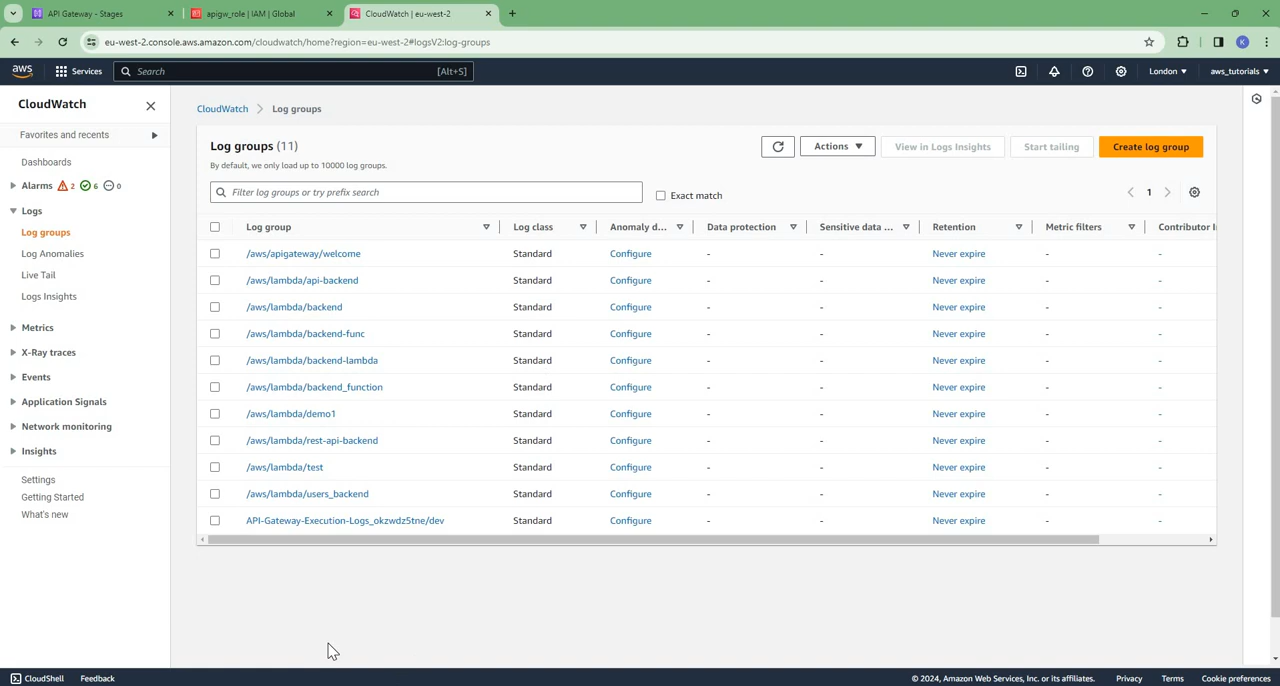 API Gateway - Stages
apigw_role | IAM | Global
CloudWatch | eu-west-2
eu-west-2.console.aws.amazon.com/cloudwatch/home?region=eu-west-2#logsV2:log-groups
K
aws
Services
Search
[Alt+S]
London
aws_tutorials
CloudWatch
Favorites and recents
Dashboards
Alarms 2 6 0
Logs
Log groups
Log Anomalies
Live Tail
Logs Insights
Metrics
X-Ray traces
Events
Application Signals
Network monitoring
Insights
Settings
Getting Started
What's new
CloudWatch > Log groups
Log groups (11)
By default, we only load up to 10000 log groups.
Actions
View in Logs Insights
Start tailing
Create log group
Filter log groups or try prefix search
Exact match
1
Log group Log class Anomaly d... Data protection Sensitive data ... Retention Metric filters Contributor I
/aws/apigateway/welcome Standard Configure - - Never expire - -
/aws/lambda/api-backend Standard Configure - - Never expire - -
/aws/lambda/backend Standard Configure - - Never expire - -
/aws/lambda/backend-func Standard Configure - - Never expire - -
/aws/lambda/backend-lambda Standard Configure - - Never expire - -
/aws/lambda/backend_function Standard Configure - - Never expire - -
/aws/lambda/demo1 Standard Configure - - Never expire - -
/aws/lambda/rest-api-backend Standard Configure - - Never expire - -
/aws/lambda/test Standard Configure - - Never expire - -
/aws/lambda/users_backend Standard Configure - - Never expire - -
API-Gateway-Execution-Logs_okzwdz5tne/dev Standard Configure - - Never expire - -
CloudShell
Feedback
© 2024, Amazon Web Services, Inc. or its affiliates.
Privacy
Terms
Cookie preferences